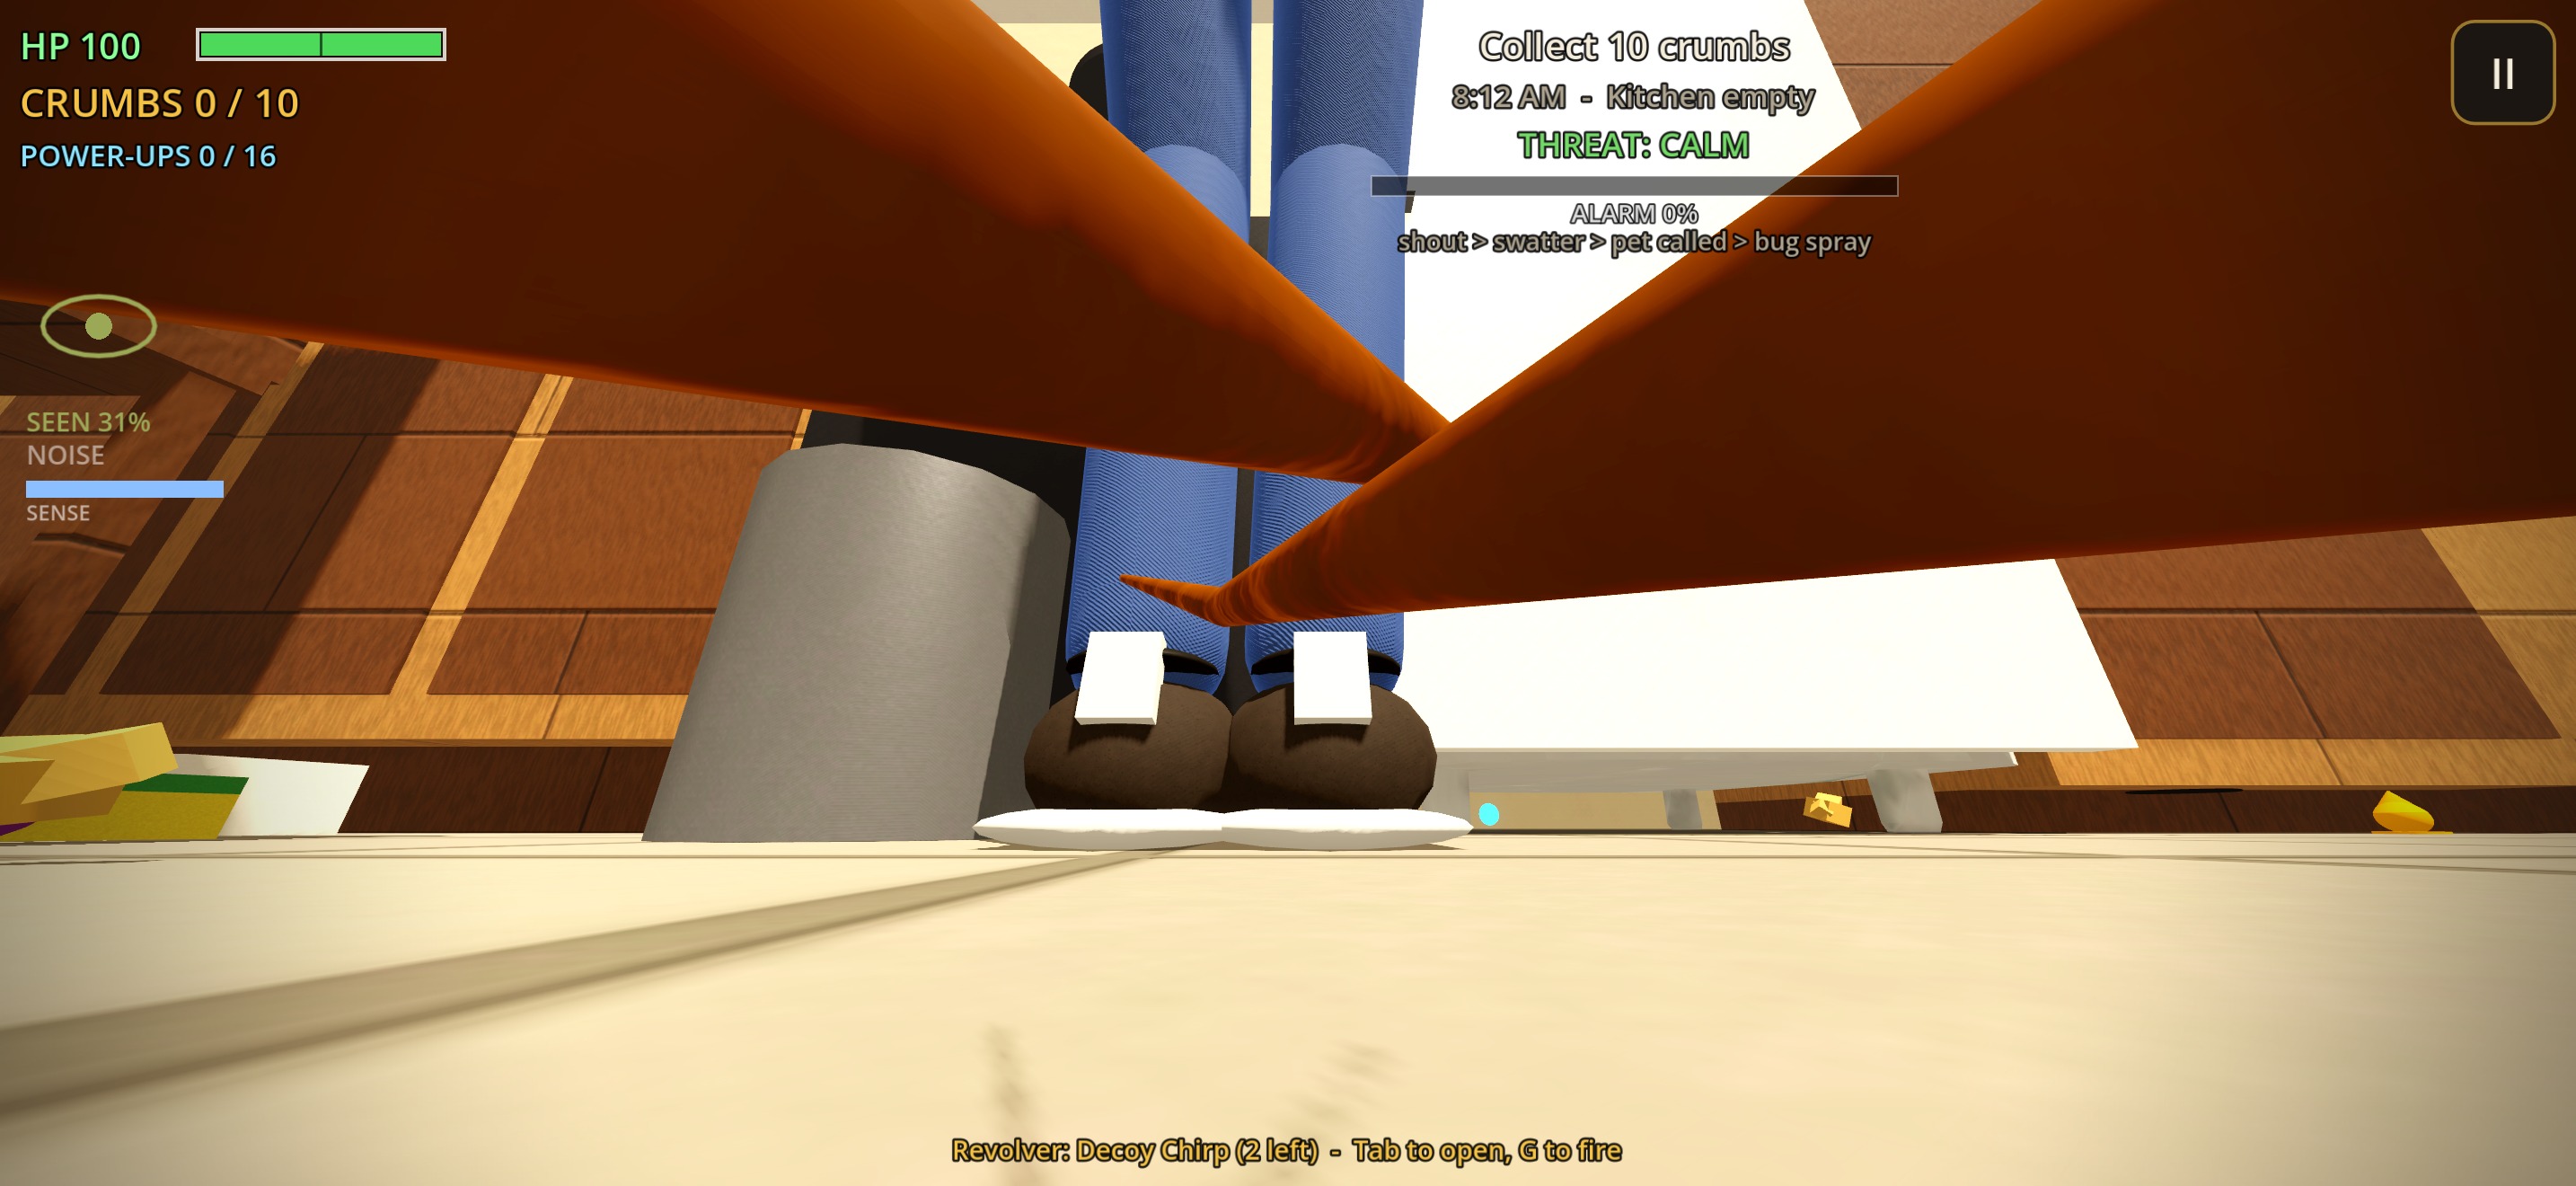 HP 100
CRUMBS 0 / 10
POWER-UPS 0 / 16
Collect 10 crumbs
8:12 AM - Kitchen empty
THREAT: CALM
ALARM 0%
shout > swatter > pet called > bug spray
SEEN 31%
NOISE
SENSE
Revolver: Decoy Chirp (2 left) - Tab to open, G to fire